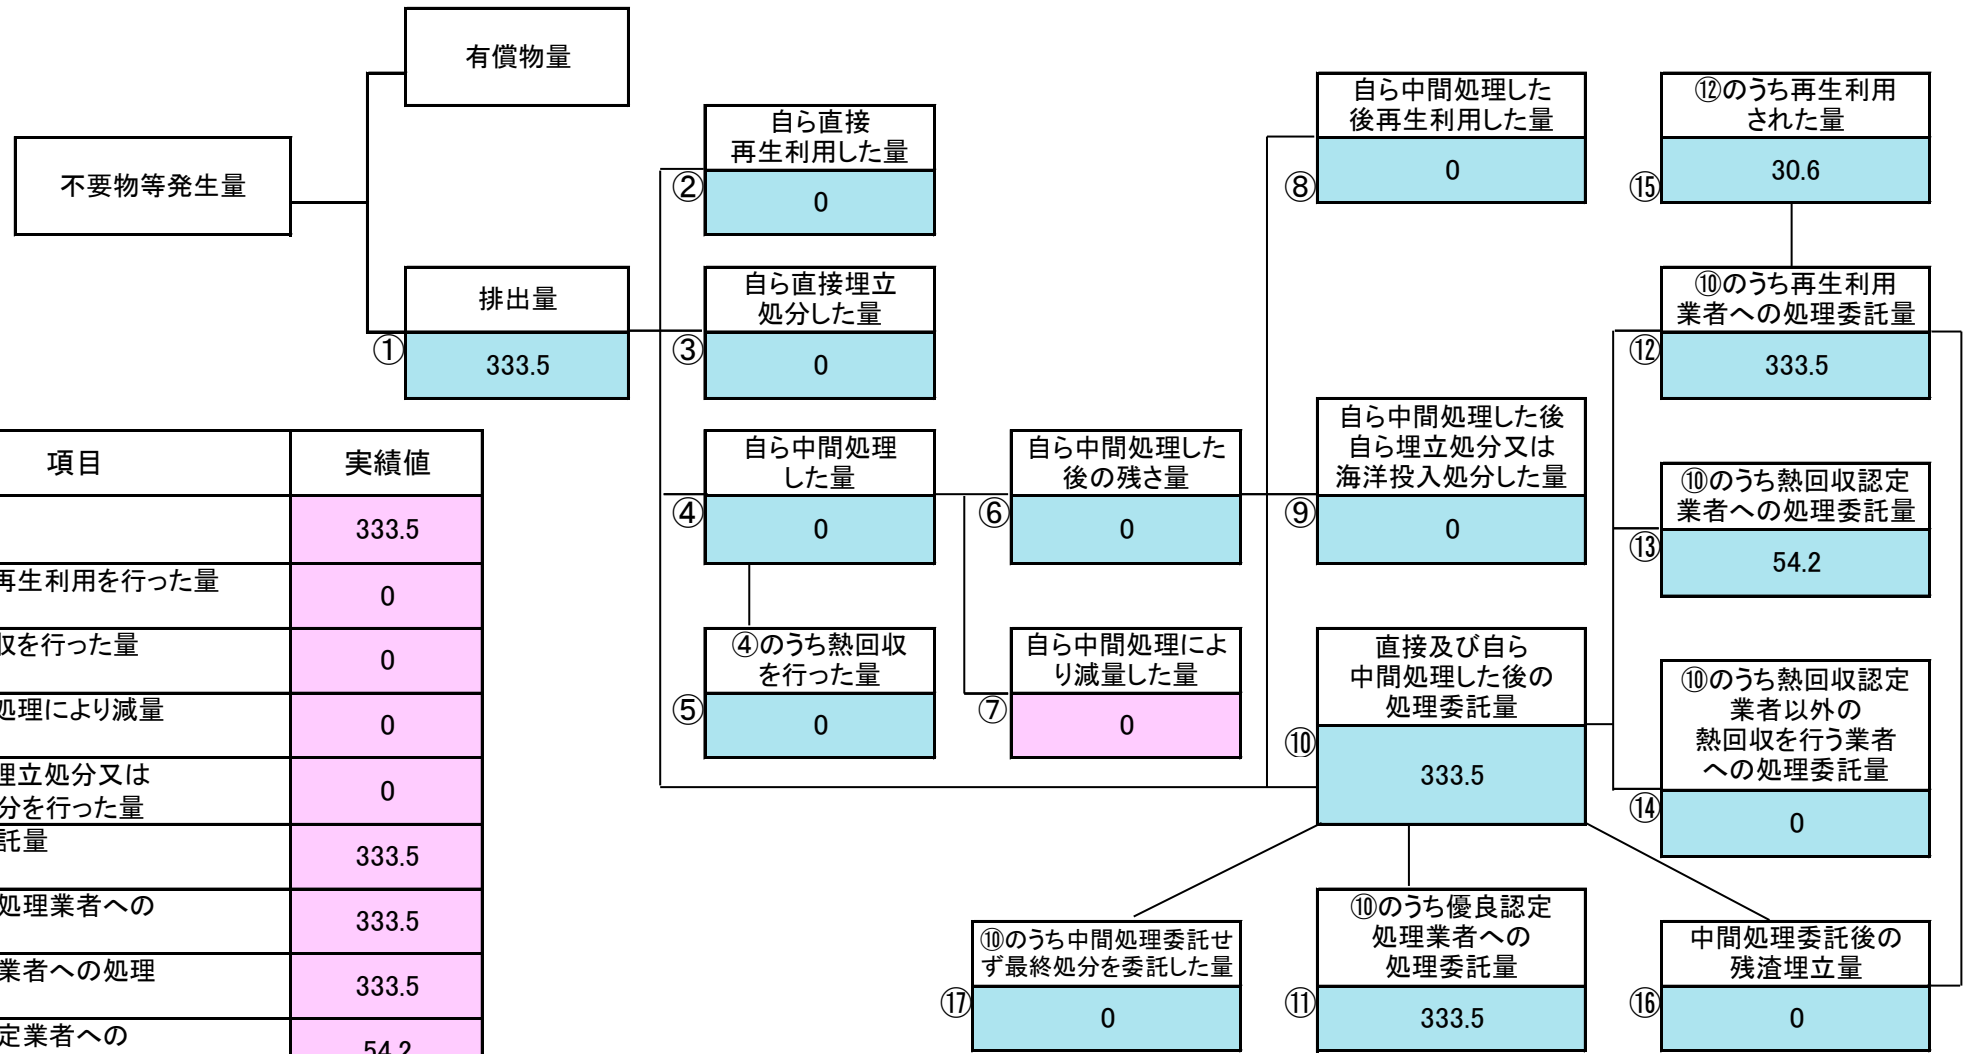 有償物量
不要物等発生量
排出量
①
333.5
自ら直接
再生利用した量
②
0
自ら直接埋立
処分した量
③
0
自ら中間処理
した量
④
0
④のうち熱回収
を行った量
⑤
0
自ら中間処理した
後の残さ量
⑥
0
自ら中間処理によ
り減量した量
⑦
0
自ら中間処理した
後再生利用した量
⑧
0
自ら中間処理した後
自ら埋立処分又は
海洋投入処分した量
⑨
0
直接及び自ら
中間処理した後の
処理委託量
⑩
333.5
⑫のうち再生利用
された量
⑮
30.6
⑩のうち再生利用
業者への処理委託量
⑫
333.5
⑩のうち熱回収認定
業者への処理委託量
⑬
54.2
⑩のうち熱回収認定
業者以外の
熱回収を行う業者
への処理委託量
⑭
0
⑩のうち中間処理委託せ
ず最終処分を委託した量
⑰
0
⑩のうち優良認定
処理業者への
処理委託量
⑪
333.5
中間処理委託後の
残渣埋立量
⑯
0
項目 実績値
333.5
再生利用を行った量 0
収を行った量 0
処理により減量 0
埋立処分又は
分を行った量 0
託量 333.5
処理業者への 333.5
業者への処理 333.5
定業者への 54.2